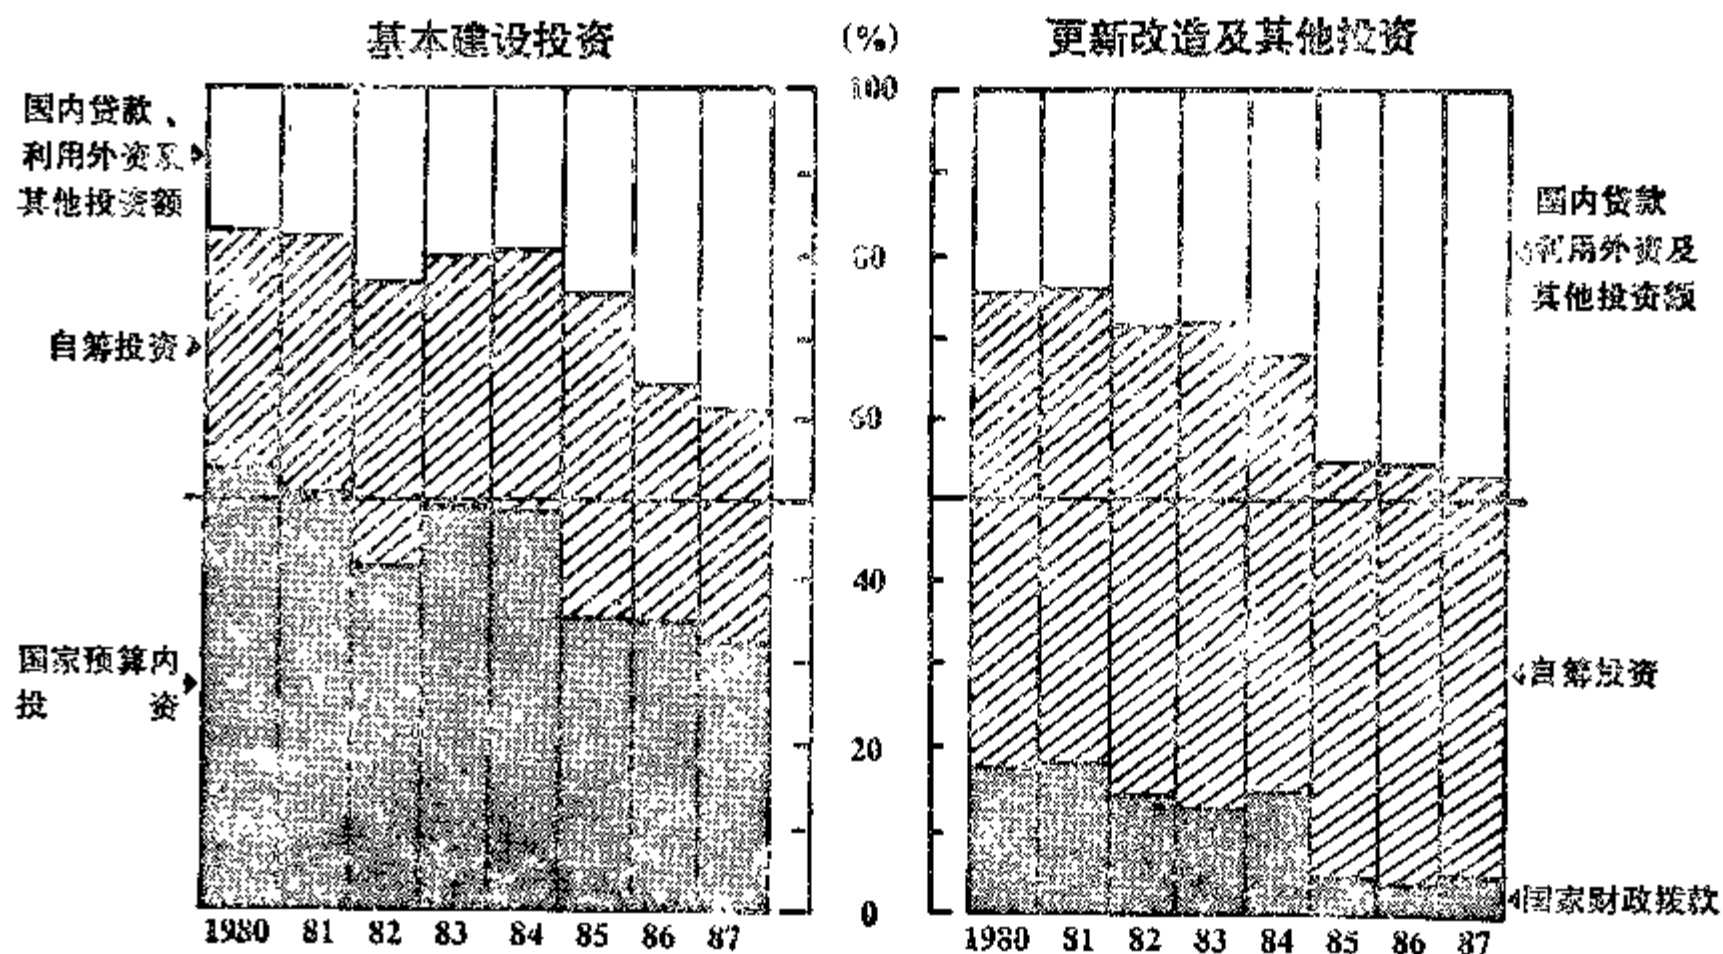 基本建设投资
(%)
更新改造及其他投资
国内贷款、
利用外资及
其他投资额
自筹投资
国家预算内
投 资
100
80
60
40
20
0
国内贷款
利用外资及
其他投资额
自筹投资
国家财政拨款
1980 81 82 83 84 85 86 87
1980 81 82 83 84 85 86 87